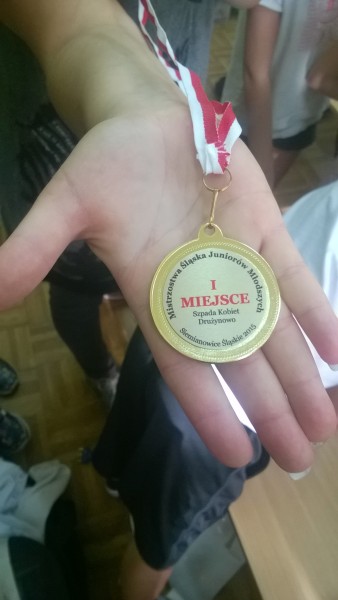 Mistrzostwa Śląska Juniorów Młodszych
I
MIEJSCE
Szpada Kobiet
Drużynowo
Siemianowice Śląskie 2015